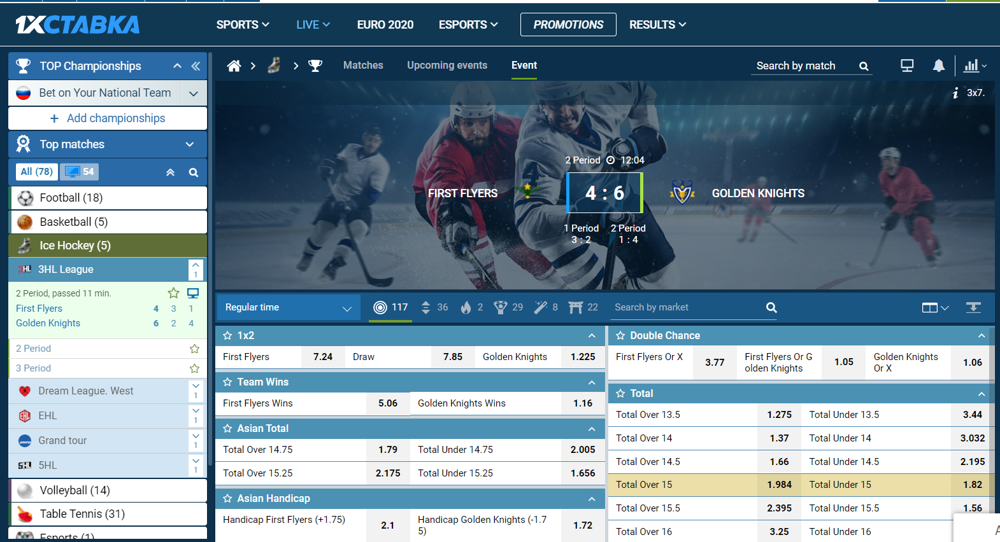 1XСТАВКА
SPORTS
LIVE
EURO 2020
ESPORTS
PROMOTIONS
RESULTS
TOP Championships
Bet on Your National Team
+ Add championships
Top matches
All (78)
54
Football (18)
Basketball (5)
Ice Hockey (5)
3HL 3HL League
1
2 Period, passed 11 min.
First Flyers 4 3 1
Golden Knights 6 2 4
2 Period
3 Period
Dream League. West
1
EHL EHL
1
Grand tour
1
5HL 5HL
1
Volleyball (14)
Table Tennis (31)
Esports (1)
Matches
Upcoming events
Event
Search by match
i 3x7.
2 Period 12:04
FIRST FLYERS
4 : 6
GOLDEN KNIGHTS
1 Period 2 Period
3 : 2 1 : 4
Regular time
117
36
2
29
8
22
Search by market
1x2
First Flyers 7.24 Draw 7.85 Golden Knights 1.225
Team Wins
First Flyers Wins 5.06 Golden Knights Wins 1.16
Asian Total
Total Over 14.75 1.79 Total Under 14.75 2.005
Total Over 15.25 2.175 Total Under 15.25 1.656
Asian Handicap
Handicap First Flyers (+1.75) 2.1 Handicap Golden Knights (-1.7
5) 1.72
Double Chance
First Flyers Or X 3.77 First Flyers Or G
olden Knights 1.05 Golden Knights
Or X 1.06
Total
Total Over 13.5 1.275 Total Under 13.5 3.44
Total Over 14 1.37 Total Under 14 3.032
Total Over 14.5 1.66 Total Under 14.5 2.195
Total Over 15 1.984 Total Under 15 1.82
Total Over 15.5 2.395 Total Under 15.5 1.56
Total Over 16 3.25 Total Under 16